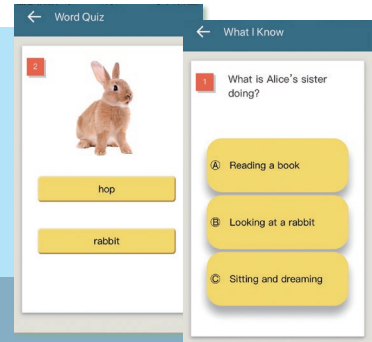 Word Quiz
2
hop
rabbit
What I Know
1
What is Alice's sister
doing?
Ⓐ Reading a book
Ⓑ Looking at a rabbit
Ⓒ Sitting and dreaming